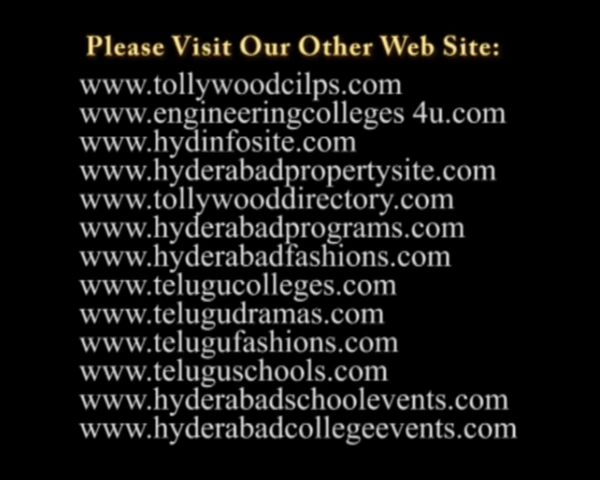 Please Visit Our Other Web Site:
www.tollywoodcilps.com
www.engineeringcolleges 4u.com
www.hydinfosite.com
www.hyderabadpropertysite.com
www.tollywooddirectory.com
www.hyderabadprograms.com
www.hyderabadfashions.com
www.telugucolleges.com
www.telugudramas.com
www.telugufashions.com
www.teluguschools.com
www.hyderabadschoolevents.com
www.hyderabadcollegeevents.com